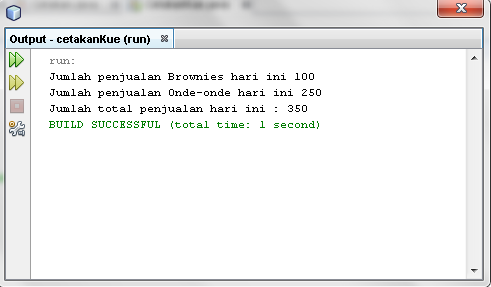 Output - cetakanKue (run)
run:
Jumlah penjualan Brownies hari ini 100
Jumlah penjualan Onde-onde hari ini 250
Jumlah total penjualan hari ini : 350
BUILD SUCCESSFUL (total time: 1 second)